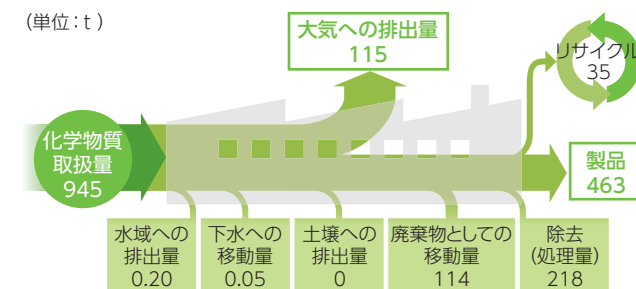 (単位：t)
大気への排出量
115
リサイクル
35
化学物質
取扱量
945
製品
463
水域への
排出量
0.20
下水への
移動量
0.05
土壌への
排出量
0
廃棄物としての
移動量
114
除去
(処理量)
218